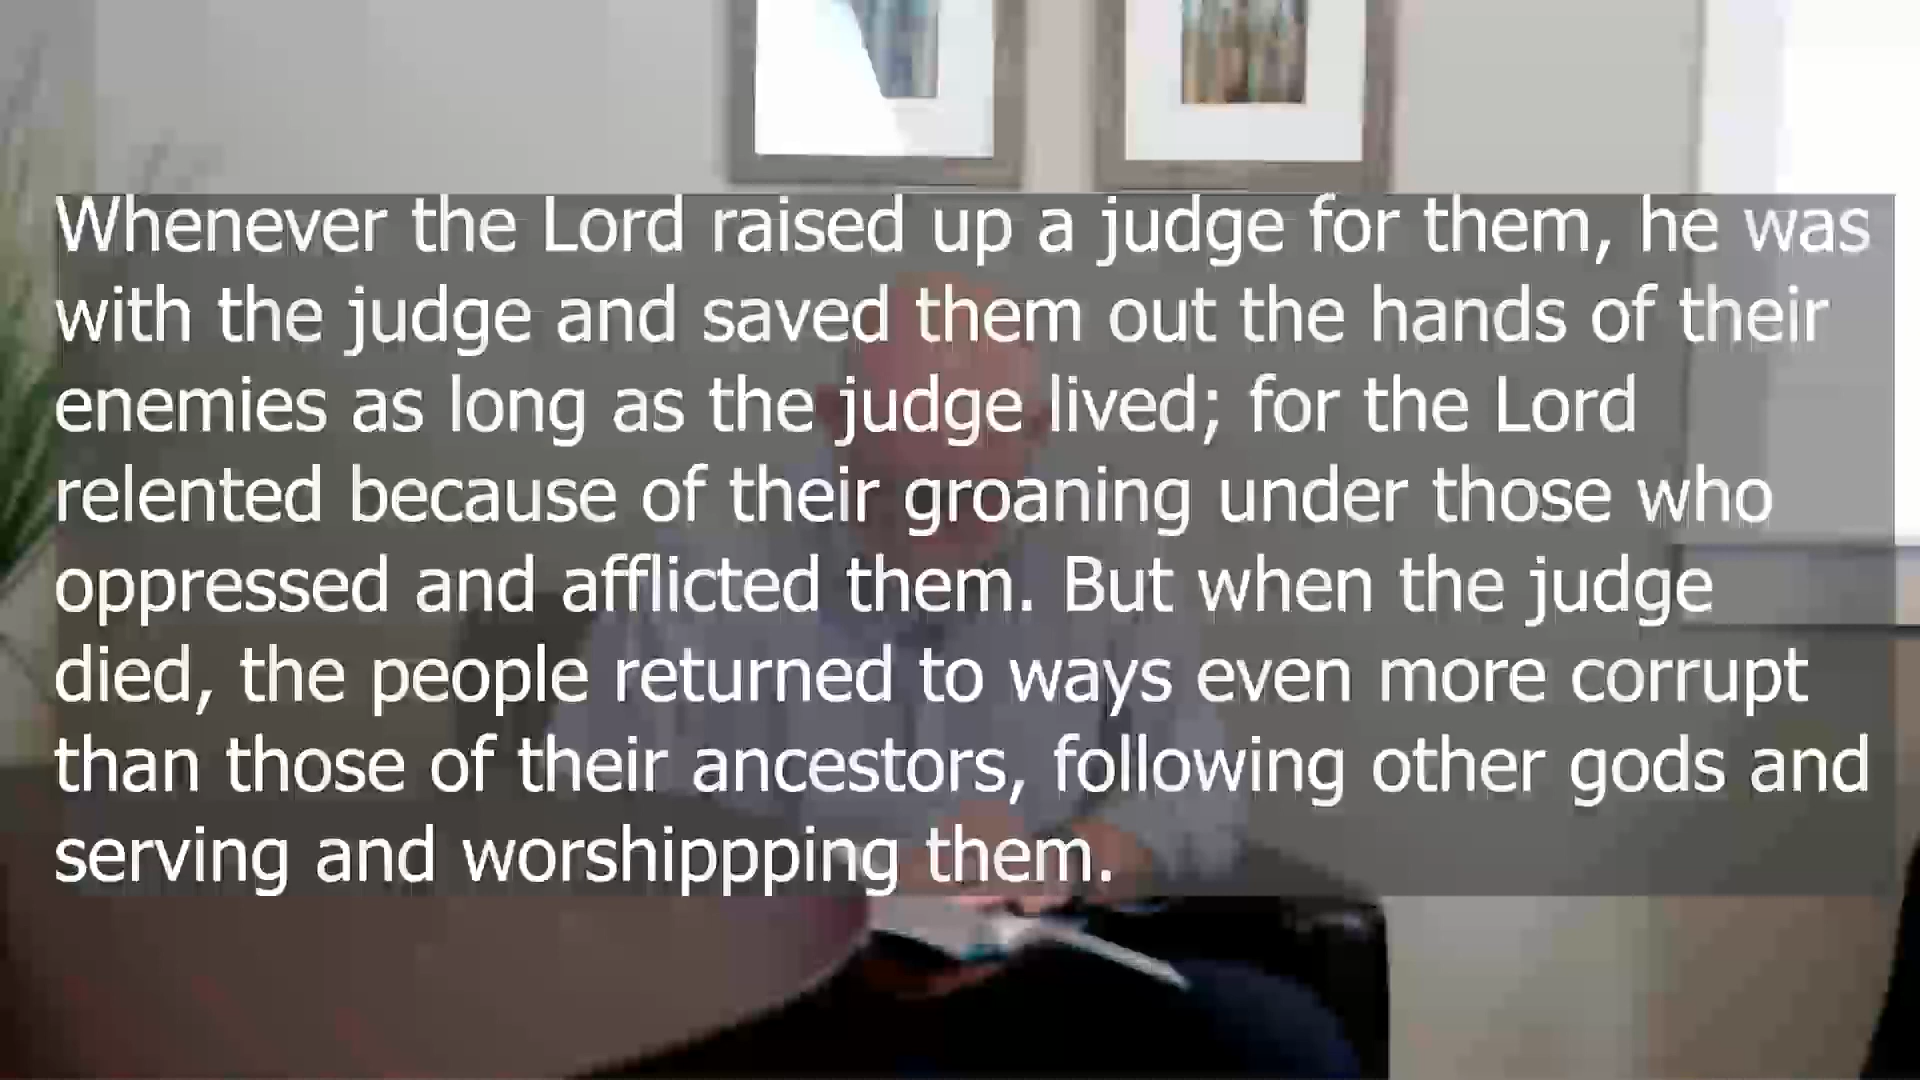 Whenever the Lord raised up a judge for them, he was
with the judge and saved them out the hands of their
enemies as long as the judge lived; for the Lord
relented because of their groaning under those who
oppressed and afflicted them. But when the judge
died, the people returned to ways even more corrupt
than those of their ancestors, following other gods and
serving and worshippping them.